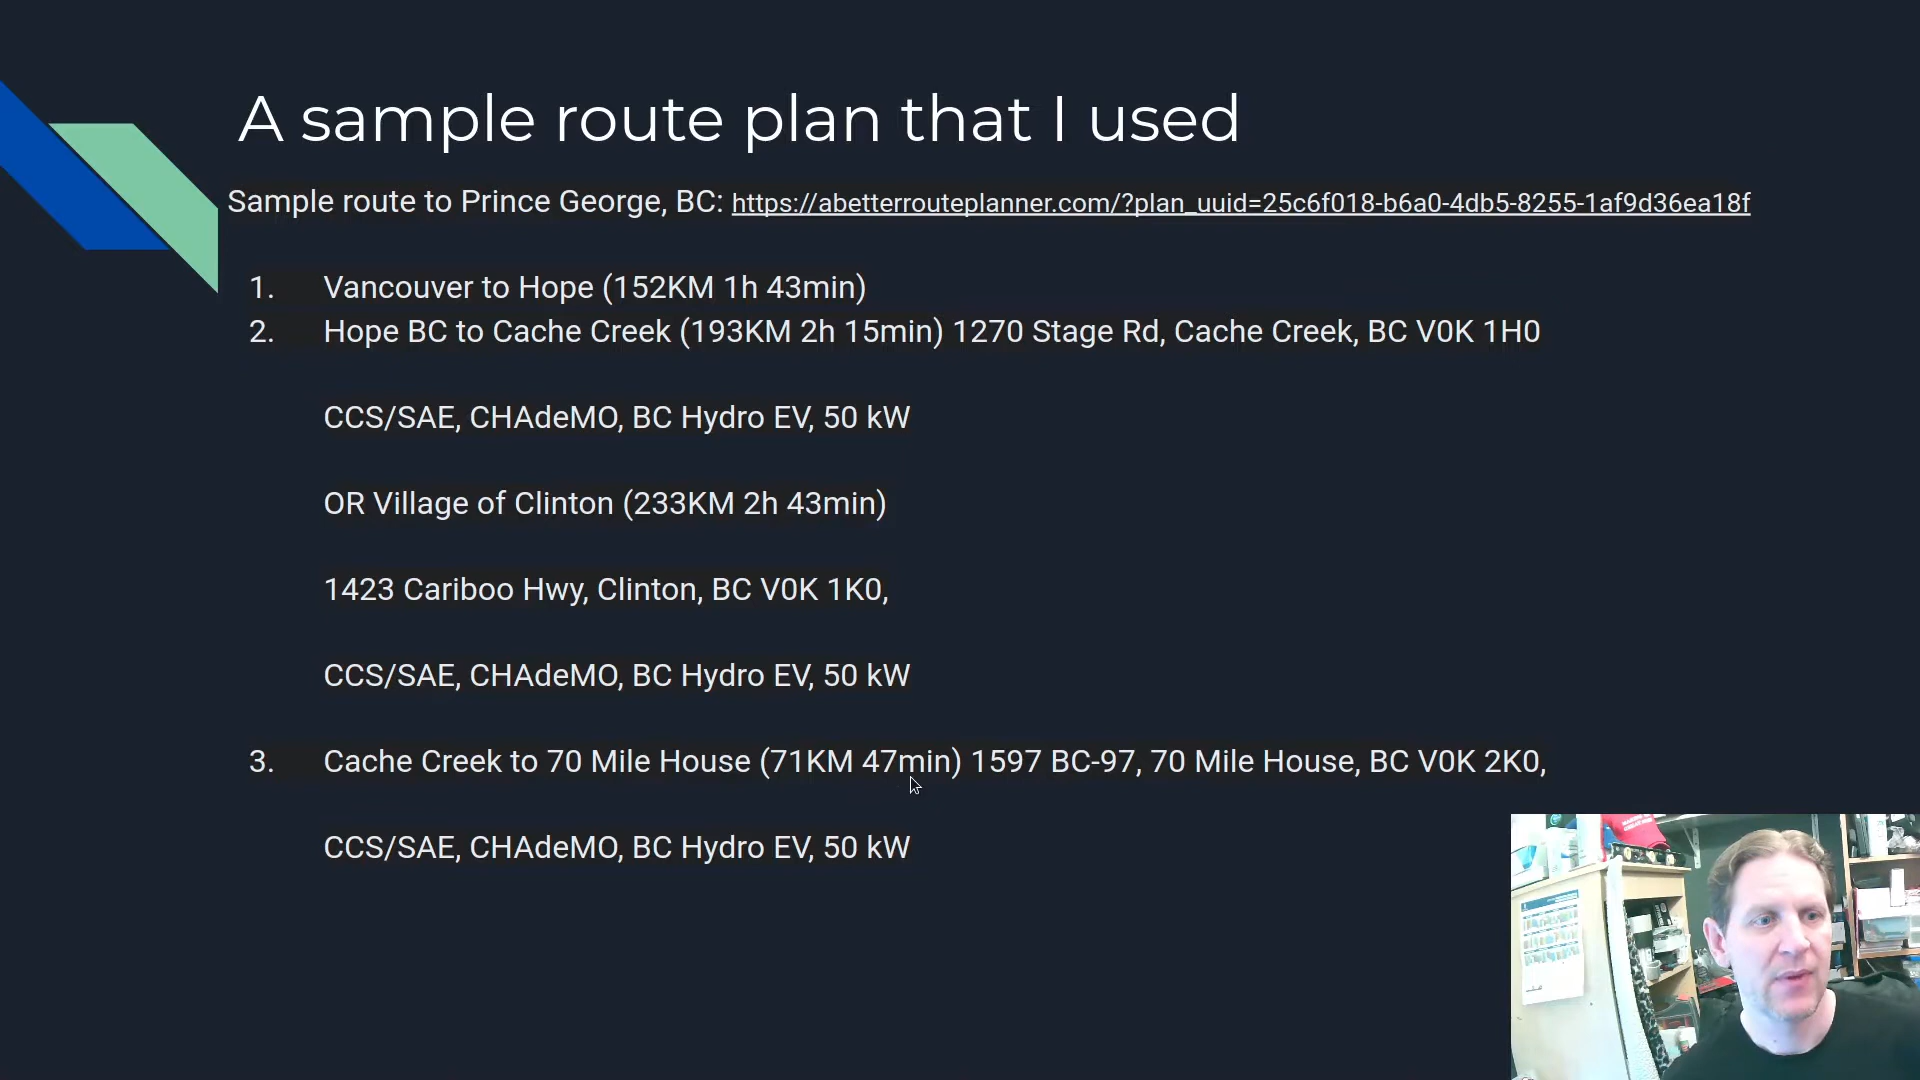 A sample route plan that I used
Sample route to Prince George, BC: https://abetterrouteplanner.com/?plan_uuid=25c6f018-b6a0-4db5-8255-1af9d36ea18f
1. Vancouver to Hope (152KM 1h 43min)
2. Hope BC to Cache Creek (193KM 2h 15min) 1270 Stage Rd, Cache Creek, BC V0K 1H0
CCS/SAE, CHAdeMO, BC Hydro EV, 50 kW
OR Village of Clinton (233KM 2h 43min)
1423 Cariboo Hwy, Clinton, BC V0K 1K0,
CCS/SAE, CHAdeMO, BC Hydro EV, 50 kW
3. Cache Creek to 70 Mile House (71KM 47min) 1597 BC-97, 70 Mile House, BC V0K 2K0,
CCS/SAE, CHAdeMO, BC Hydro EV, 50 kW